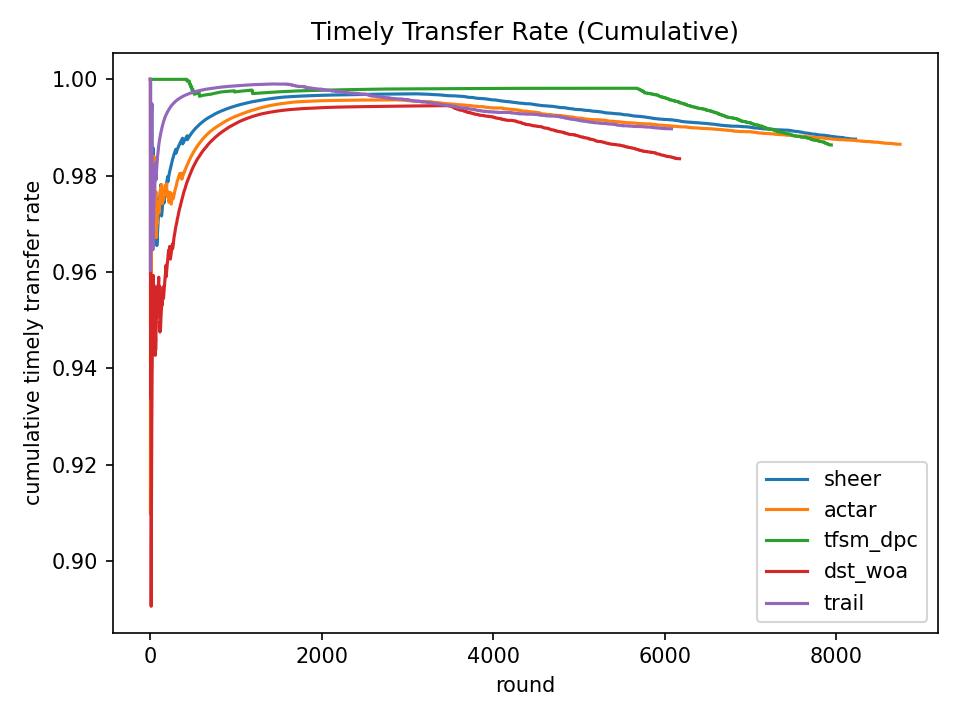 Timely Transfer Rate (Cumulative)
cumulative timely transfer rate
1.00
0.98
0.96
0.94
0.92
0.90
0
2000
4000
6000
8000
round
sheer
actar
tfsm_dpc
dst_woa
trail